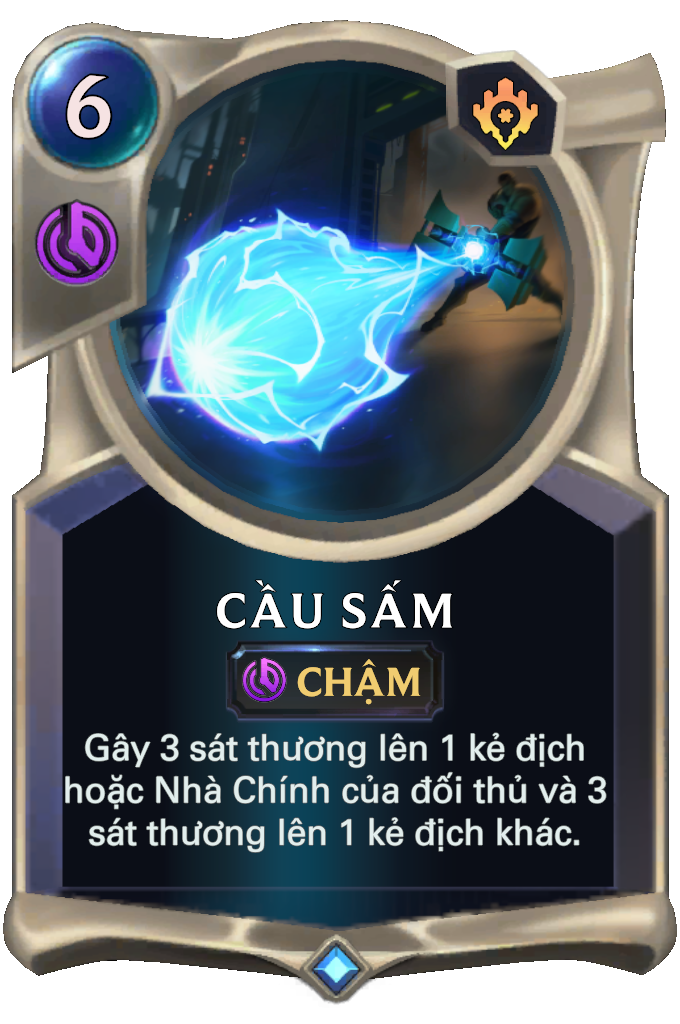 6
CẦU SẤM
CHẬM
Gây 3 sát thương lên 1 kẻ địch
hoặc Nhà Chính của đối thủ và 3
sát thương lên 1 kẻ địch khác.